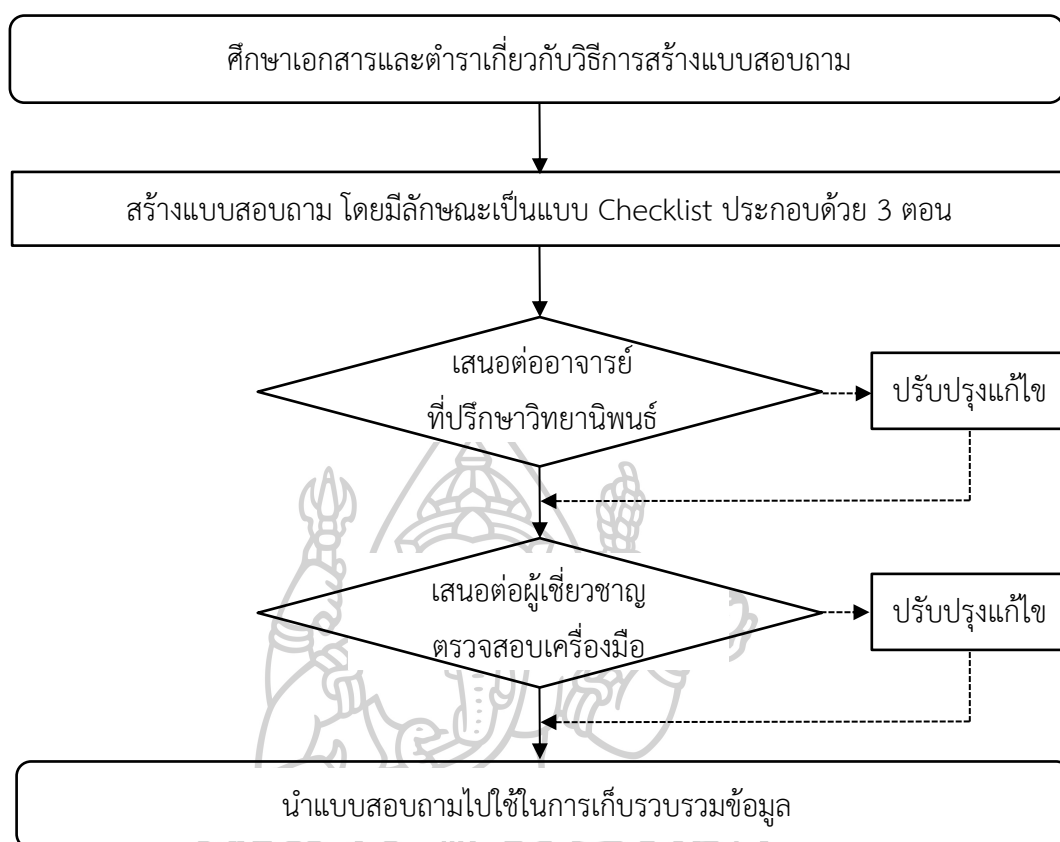 ศึกษาเอกสารและตำราเกี่ยวกับวิธีการสร้างแบบสอบถาม
สร้างแบบสอบถาม โดยมีลักษณะเป็นแบบ Checklist ประกอบด้วย 3 ตอน
เสนอต่ออาจารย์
ที่ปรึกษาวิทยานิพนธ์
ปรับปรุงแก้ไข
เสนอต่อผู้เชี่ยวชาญ
ตรวจสอบเครื่องมือ
ปรับปรุงแก้ไข
นำแบบสอบถามไปใช้ในการเก็บรวบรวมข้อมูล